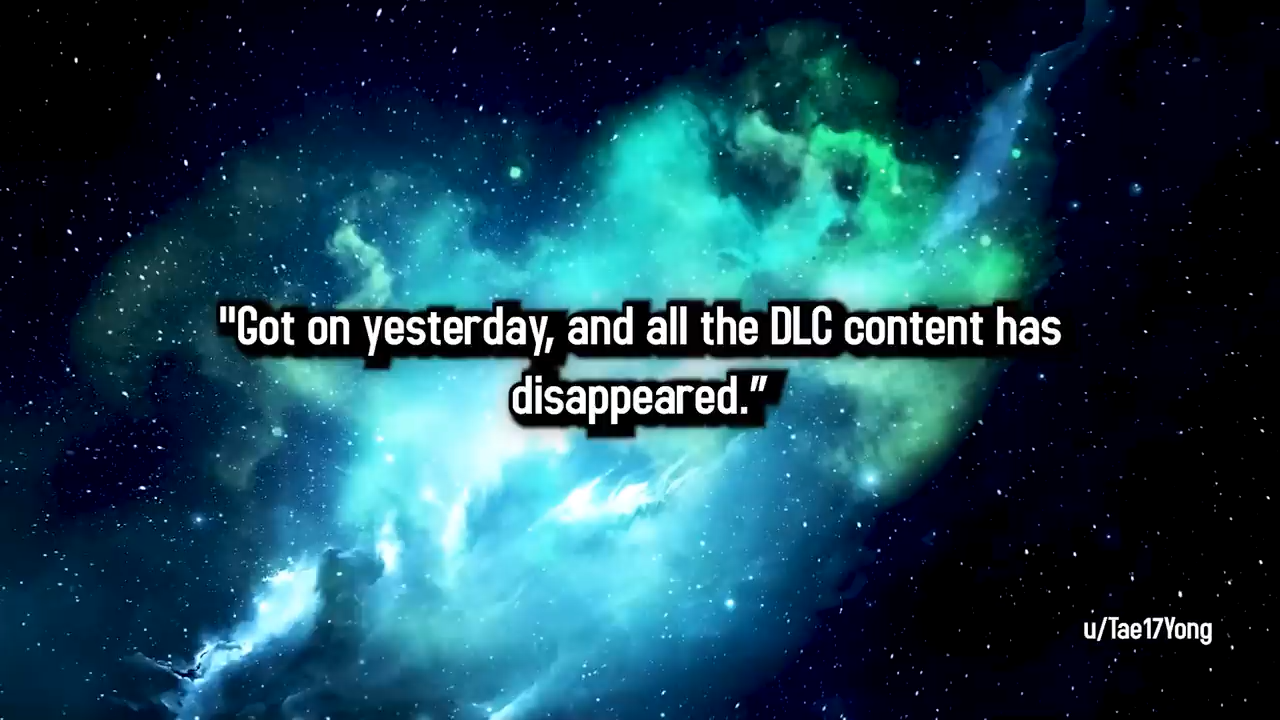 "Got on yesterday, and all the DLC content has
disappeared.”
u/Tae17Yong